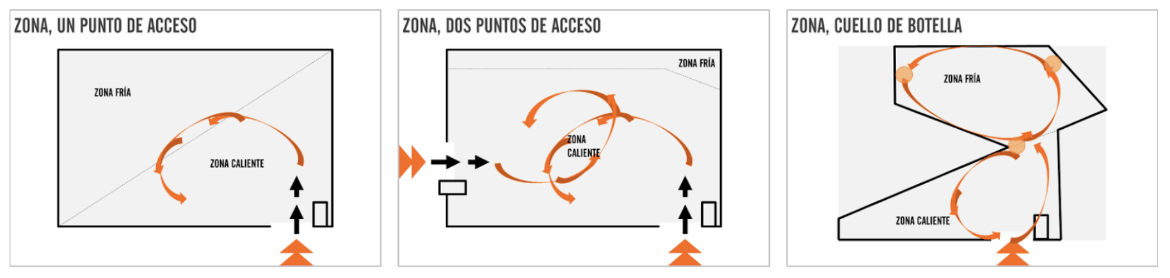 ZONA, UN PUNTO DE ACCESO
ZONA FRÍA
ZONA CALIENTE
ZONA, DOS PUNTOS DE ACCESO
ZONA FRÍA
ZONA
CALIENTE
ZONA, CUELLO DE BOTELLA
ZONA FRÍA
ZONA CALIENTE